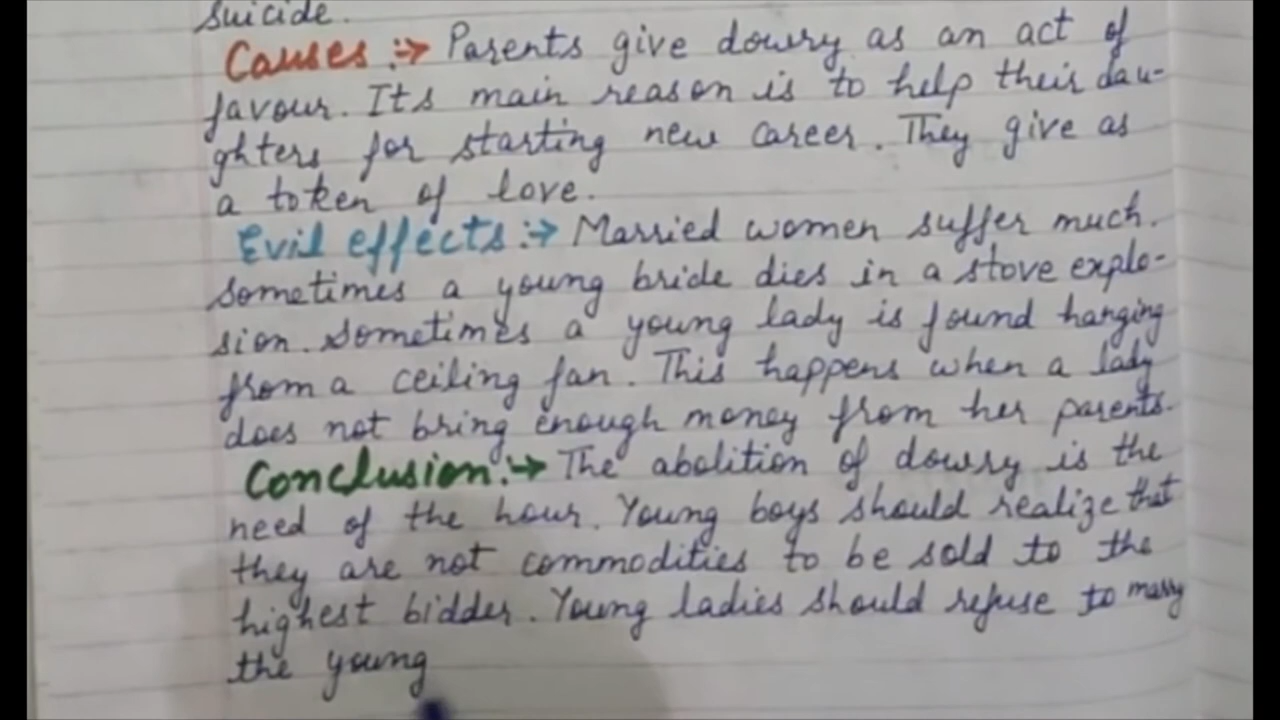 suicide.
Causes :→ Parents give dowry as an act of
favour. Its main reason is to help their dau-
ghters for starting new career. They give as
a token of love.
Evil effects :→ Married women suffer much.
Sometimes a young bride dies in a stove explo-
sion. Sometimes a young lady is found hanging
from a ceiling fan. This happens when a lady
does not bring enough money from her parents.
Conclusion :→ The abolition of dowry is the
need of the hour. Young boys should realize that
they are not commodities to be sold to the
highest bidder. Young ladies should refuse to marry
the young